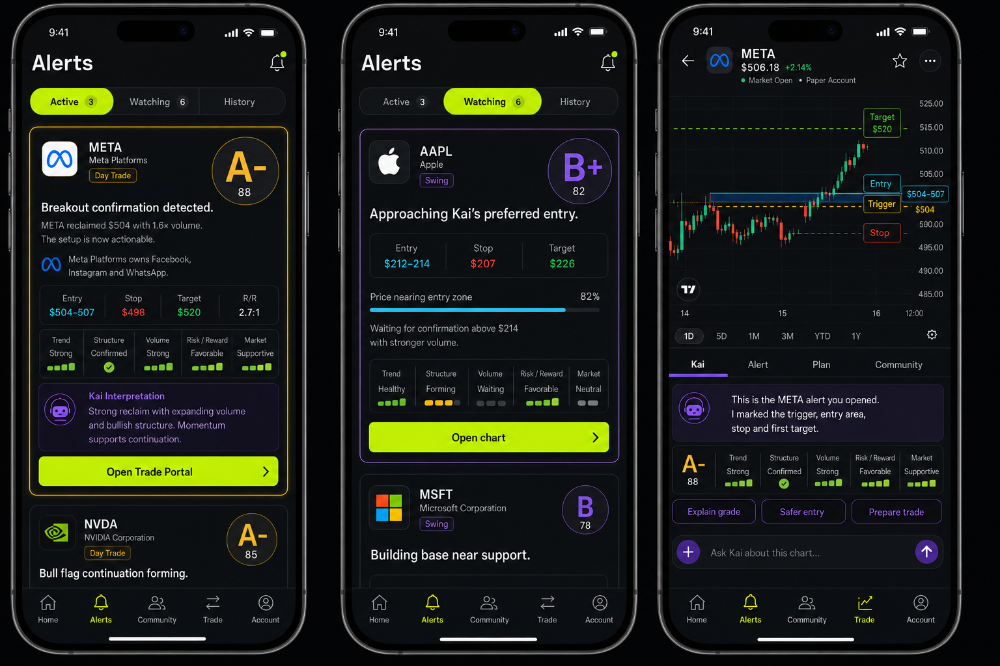 9:41
Alerts
Active 3
Watching 6
History
META
Meta Platforms
Day Trade
A-
88
Breakout confirmation detected.
META reclaimed $504 with 1.6× volume.
The setup is now actionable.
Meta Platforms owns Facebook,
Instagram and WhatsApp.
Entry Stop Target R/R
$504–507 $498 $520 2.7:1
Trend Structure Volume Risk / Reward Market
Strong Confirmed Strong Favorable Supportive
Kai Interpretation
Strong reclaim with expanding volume
and bullish structure. Momentum
supports continuation.
Open Trade Portal
NVDA
NVIDIA Corporation
Day Trade
A-
85
Bull flag continuation forming.
Home Alerts Community Trade Account
9:41
Alerts
Active 3
Watching 6
History
AAPL
Apple
Swing
B+
82
Approaching Kai's preferred entry.
Entry Stop Target
$212–214 $207 $226
Price nearing entry zone 82%
Waiting for confirmation above $214
with stronger volume.
Trend Structure Volume Risk / Reward Market
Healthy Forming Waiting Favorable Neutral
Open chart
MSFT
Microsoft Corporation
Swing
B
78
Building base near support.
Home Alerts Community Trade Account
9:41
META
$506.18 +2.14%
Market Open • Paper Account
525.00
Target
$520
515.00
510.00
505.00
Entry
$504–507
Trigger
$504
500.00
Stop
495.00
490.00
485.00
14 15 16 12:00
1D 5D 1M 3M YTD 1Y
Kai Alert Plan Community
This is the META alert you opened.
I marked the trigger, entry area,
stop and first target.
A-
88
Trend Structure Volume Risk / Reward Market
Strong Confirmed Strong Favorable Supportive
Explain grade
Safer entry
Prepare trade
Ask Kai about this chart...
Home Alerts Community Trade Account